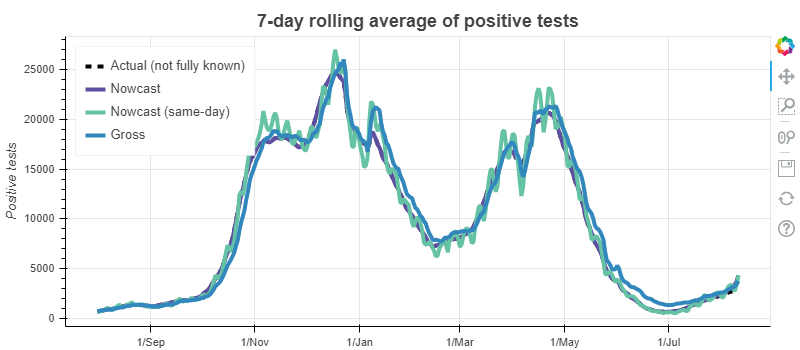 7-day rolling average of positive tests
Actual (not fully known)
Nowcast
Nowcast (same-day)
Gross
Positive tests
25000
20000
15000
10000
5000
0
1/Sep
1/Nov
1/Jan
1/Mar
1/May
1/Jul